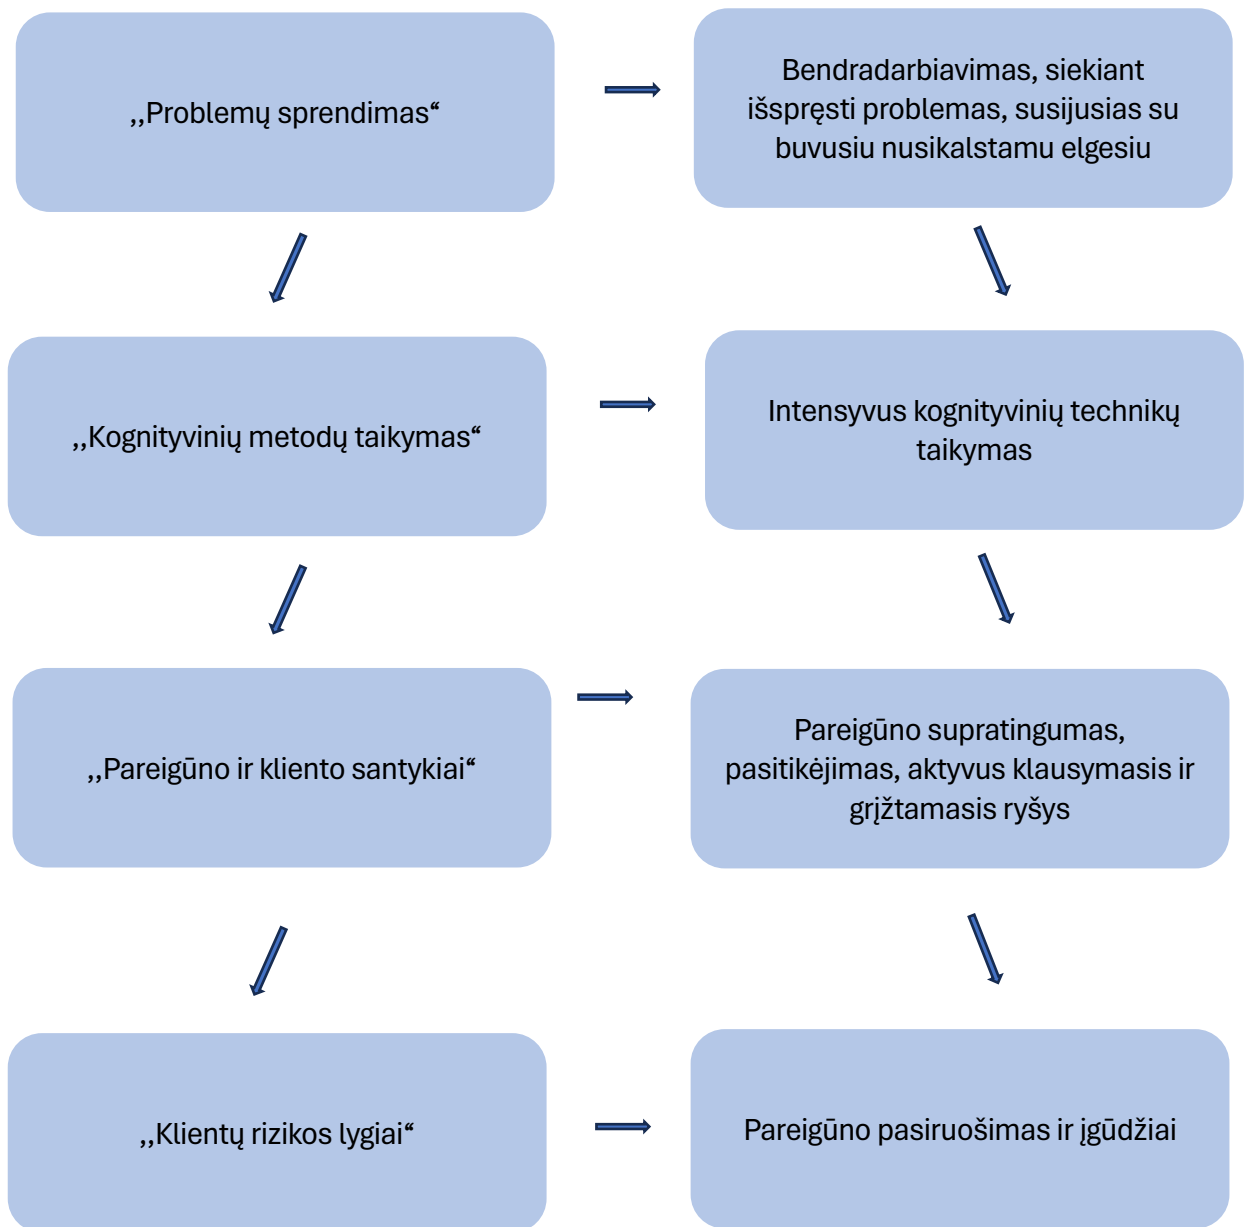 ,,Problemų sprendimas“
Bendradarbiavimas, siekiant
išspręsti problemas, susijusias su
buvusiu nusikalstamu elgesiu
,,Kognityvinių metodų taikymas“
Intensyvus kognityvinių technikų
taikymas
,,Pareigūno ir kliento santykiai“
Pareigūno supratingumas,
pasitikėjimas, aktyvus klausymasis ir
grįžtamasis ryšys
,,Klientų rizikos lygiai“
Pareigūno pasiruošimas ir įgūdžiai